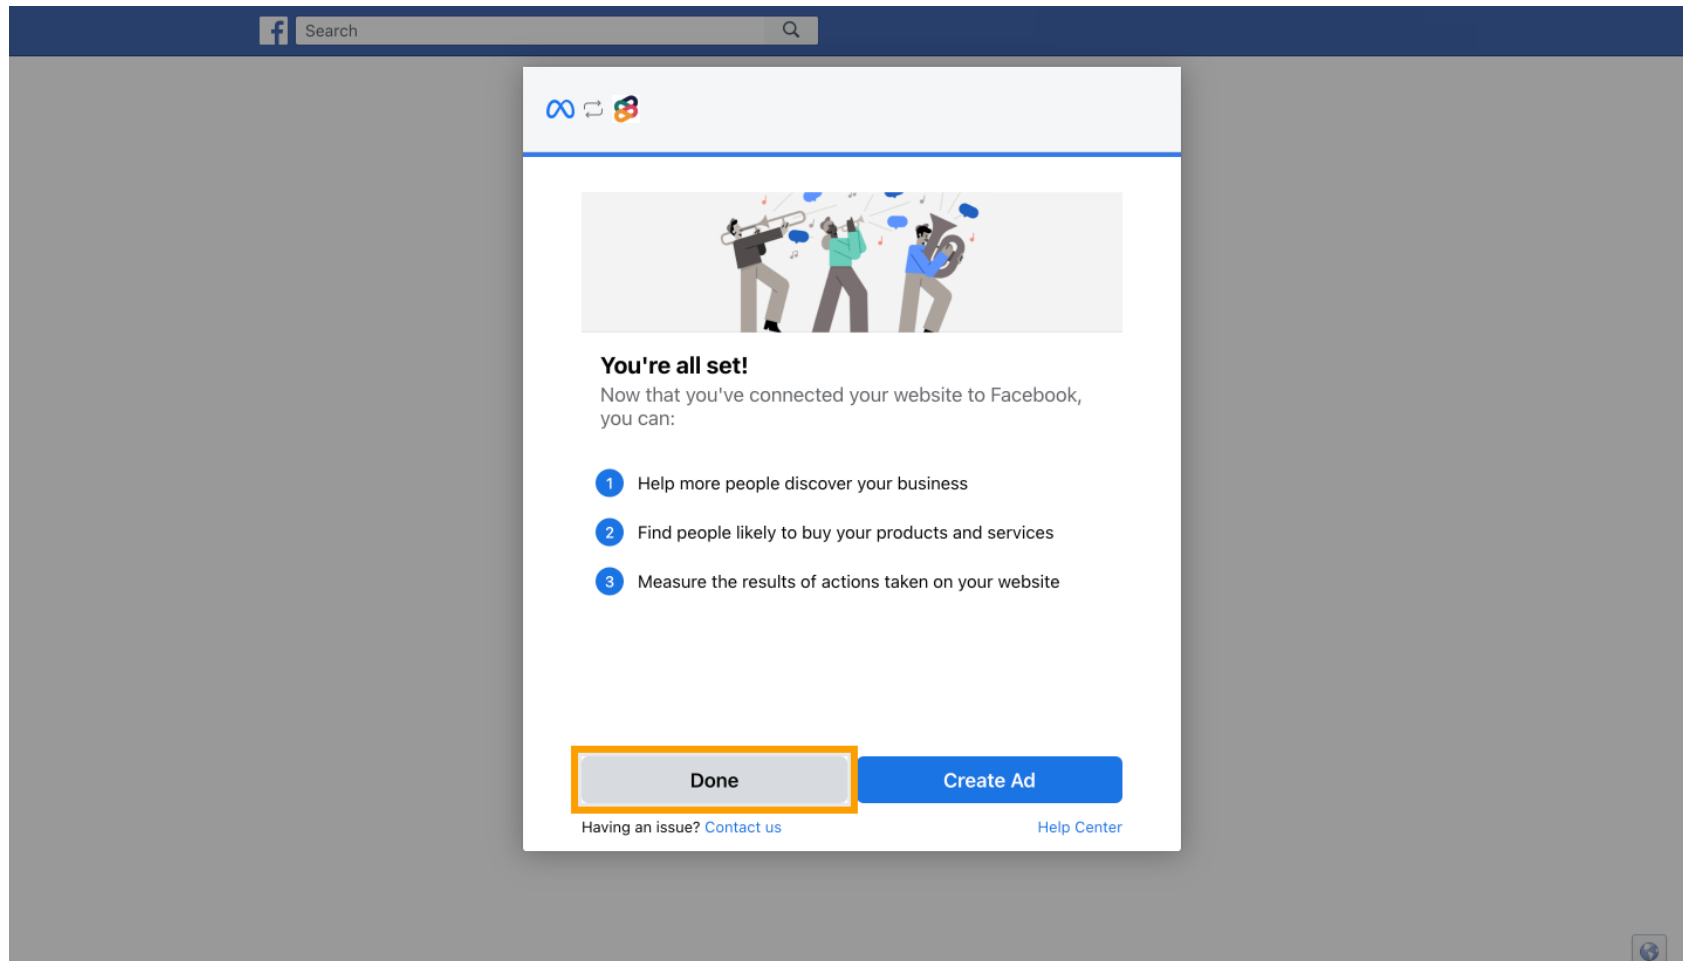 Search
You're all set!
Now that you've connected your website to Facebook,
you can:
1 Help more people discover your business
2 Find people likely to buy your products and services
3 Measure the results of actions taken on your website
Done Create Ad
Having an issue? Contact us Help Center